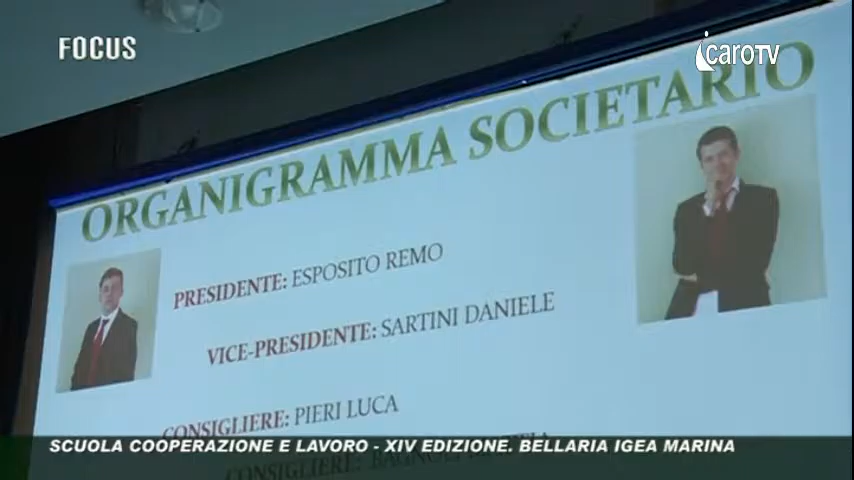 FOCUS
icaroTV
ORGANIGRAMMA SOCIETARIO
PRESIDENTE: ESPOSITO REMO
VICE-PRESIDENTE: SARTINI DANIELE
CONSIGLIERE: PIERI LUCA
SCUOLA COOPERAZIONE E LAVORO - XIV EDIZIONE. BELLARIA IGEA MARINA
CONSIGLIERE: